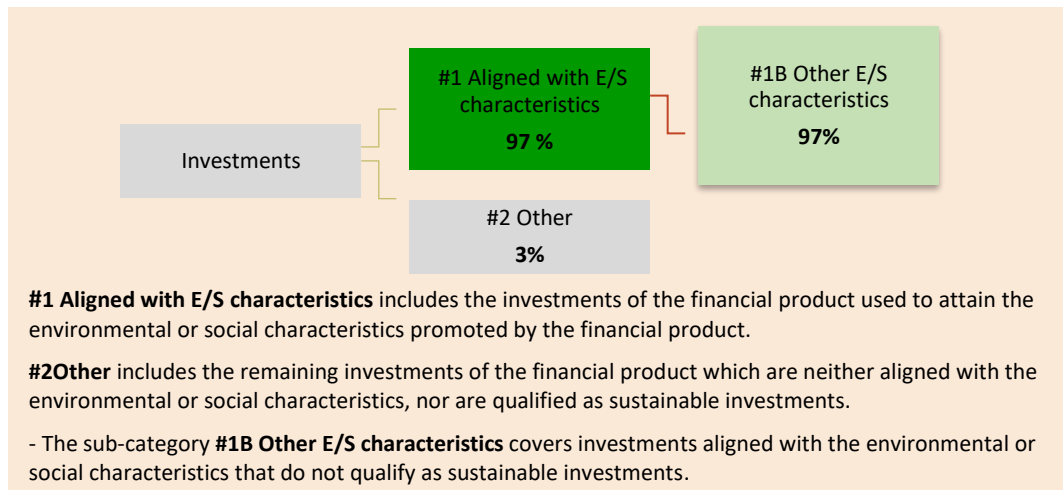 #1 Aligned with E/S
characteristics
97 %
#1B Other E/S
characteristics
97%
Investments
#2 Other
3%
#1 Aligned with E/S characteristics includes the investments of the financial product used to attain the
environmental or social characteristics promoted by the financial product.
#2Other includes the remaining investments of the financial product which are neither aligned with the
environmental or social characteristics, nor are qualified as sustainable investments.
- The sub-category #1B Other E/S characteristics covers investments aligned with the environmental or
social characteristics that do not qualify as sustainable investments.